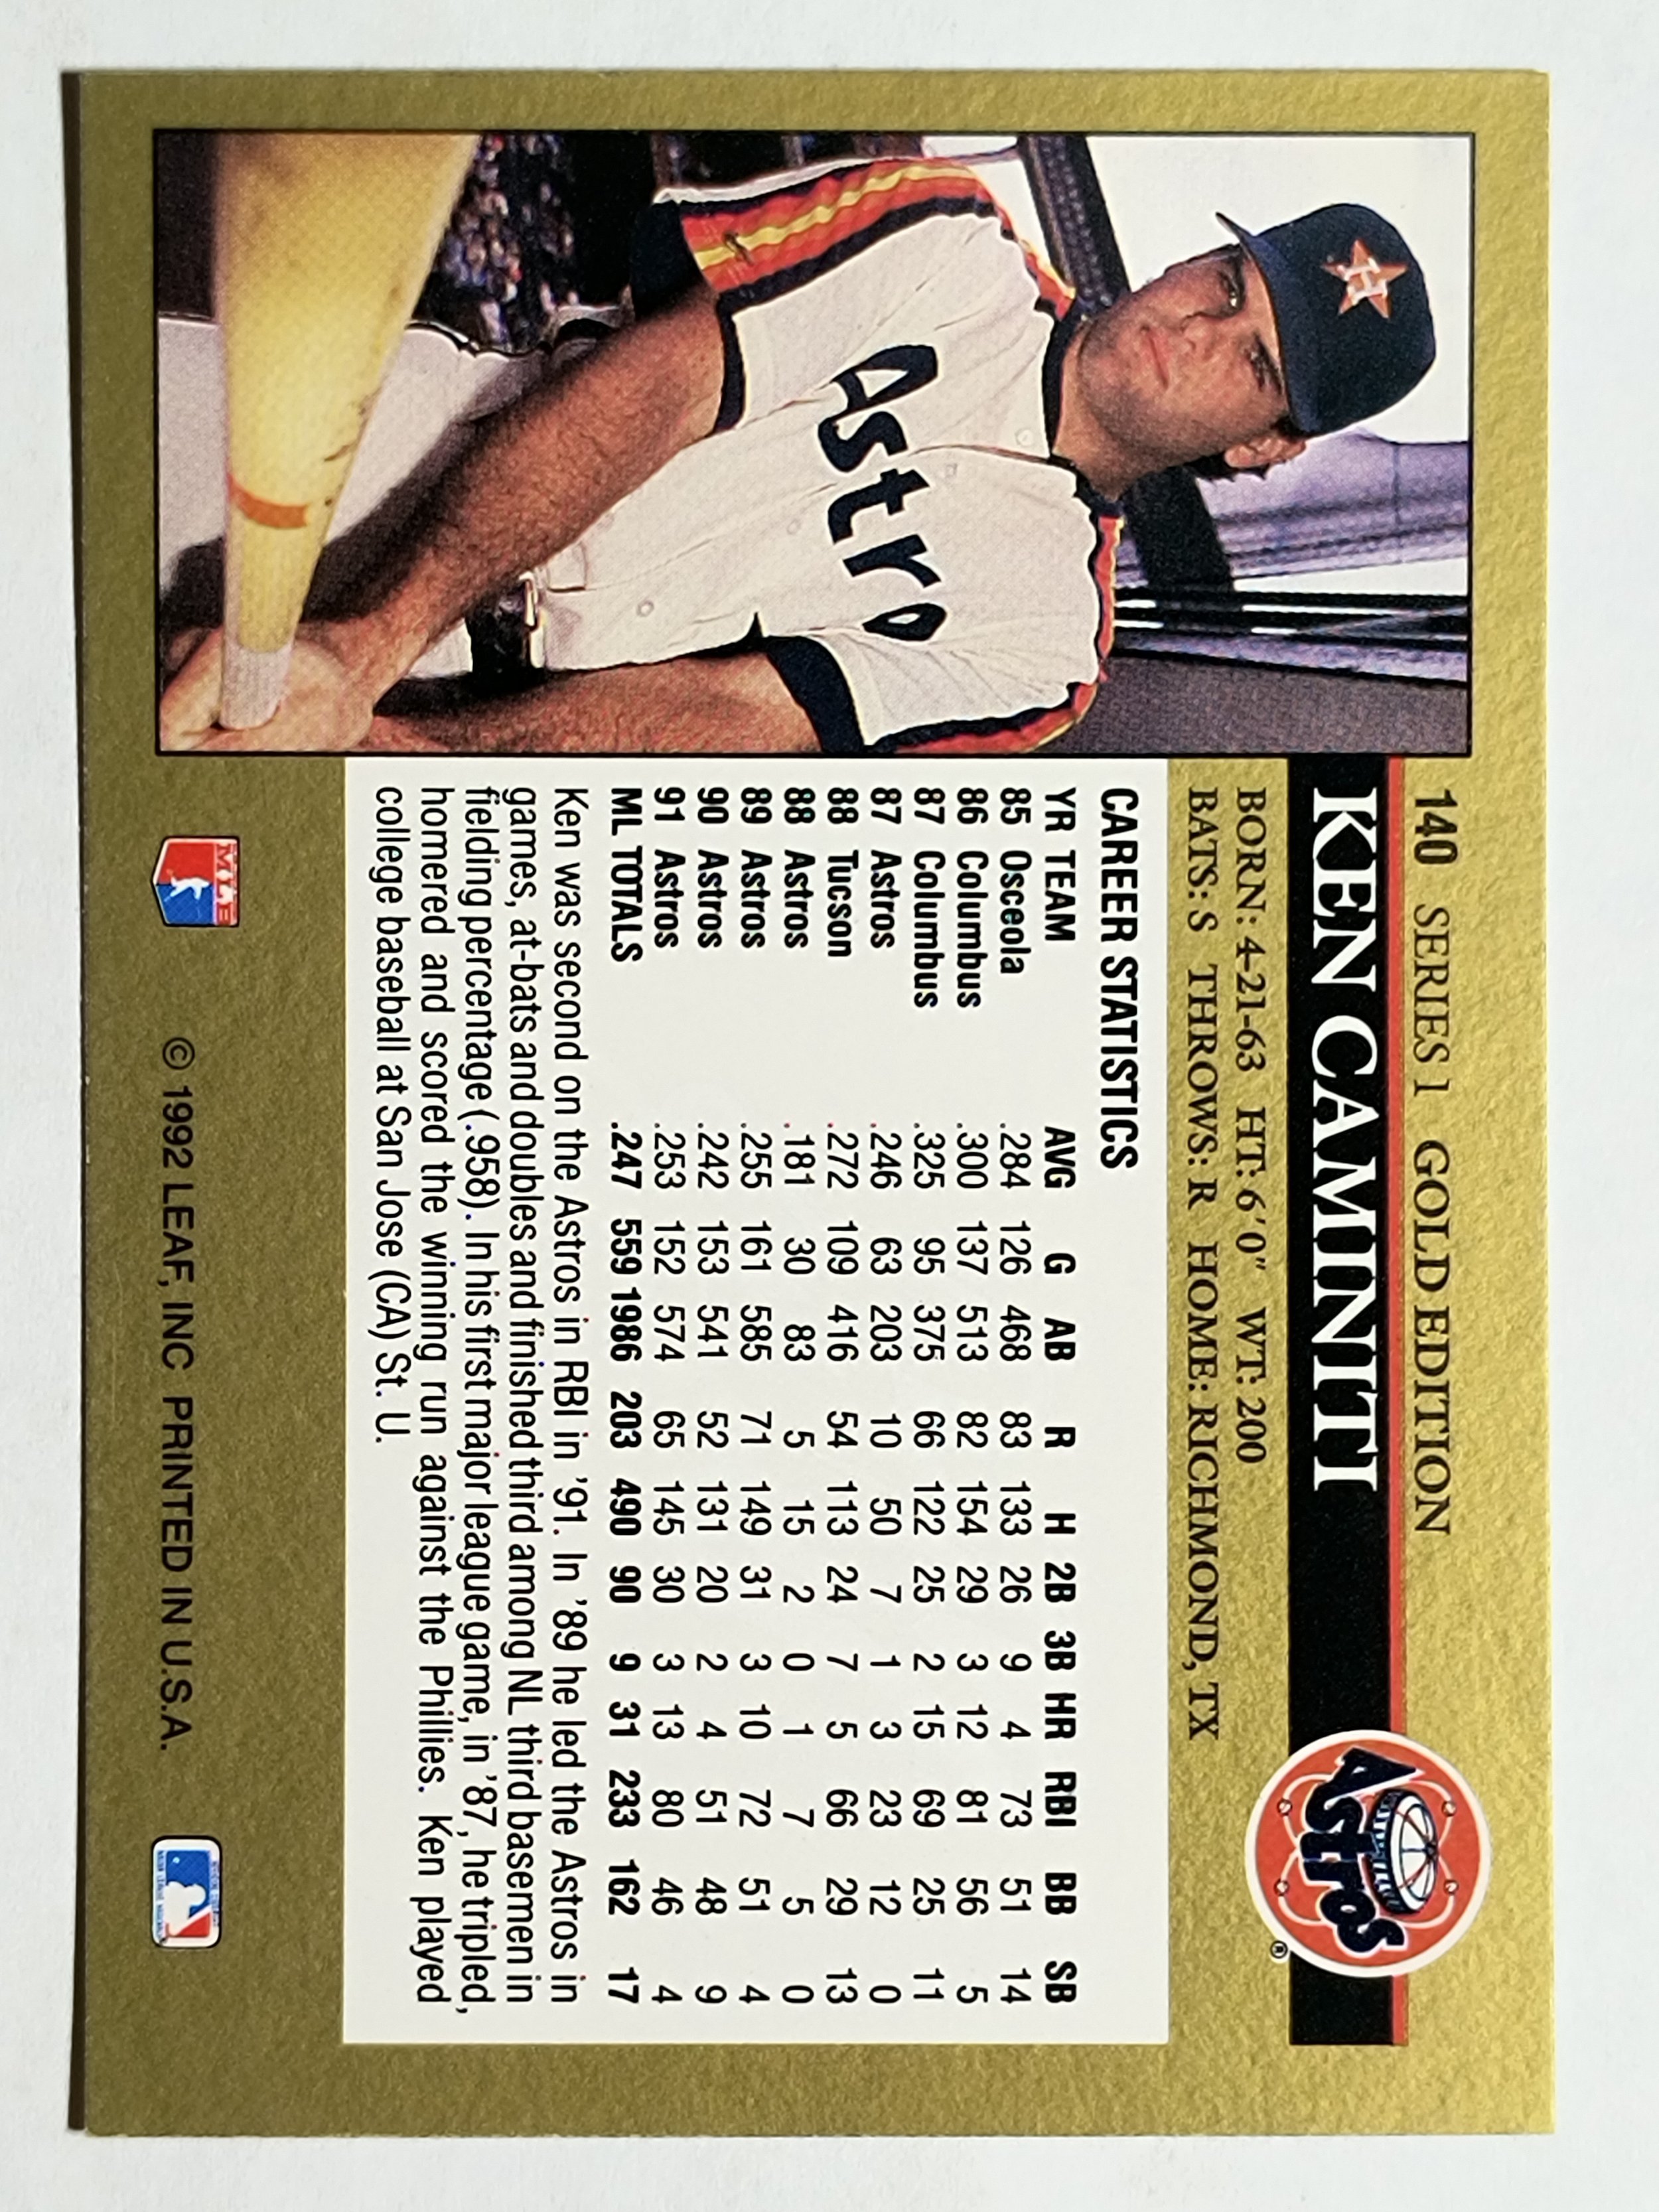 140 SERIES 1 GOLD EDITION
KEN CAMINITI
BORN: 4-21-63 HT: 6'0" WT: 200
BATS: S THROWS: R HOME: RICHMOND, TX
Astros
®
H
Astro
CAREER STATISTICS
YR TEAM AVG G AB R H 2B 3B HR RBI BB SB
85 Osceola .284 126 468 83 133 26 9 4 73 51 14
86 Columbus .300 137 513 82 154 29 3 12 81 56 5
87 Columbus .325 95 375 66 122 25 2 15 69 25 11
87 Astros .246 63 203 10 50 7 1 3 23 12 0
88 Tucson .272 109 416 54 113 24 7 5 66 29 13
88 Astros .181 30 83 5 15 2 0 1 7 5 0
89 Astros .255 161 585 71 149 31 3 10 72 51 4
90 Astros .242 153 541 52 131 20 2 4 51 48 9
91 Astros .253 152 574 65 145 30 3 13 80 46 4
ML TOTALS .247 559 1986 203 490 90 9 31 233 162 17
Ken was second on the Astros in RBI in '91. In '89 he led the Astros in
games, at-bats and doubles and finished third among NL third basemen in
fielding percentage (.958). In his first major league game, in '87, he tripled,
homered and scored the winning run against the Phillies. Ken played
college baseball at San Jose (CA) St. U.
© 1992 LEAF, INC PRINTED IN U.S.A.